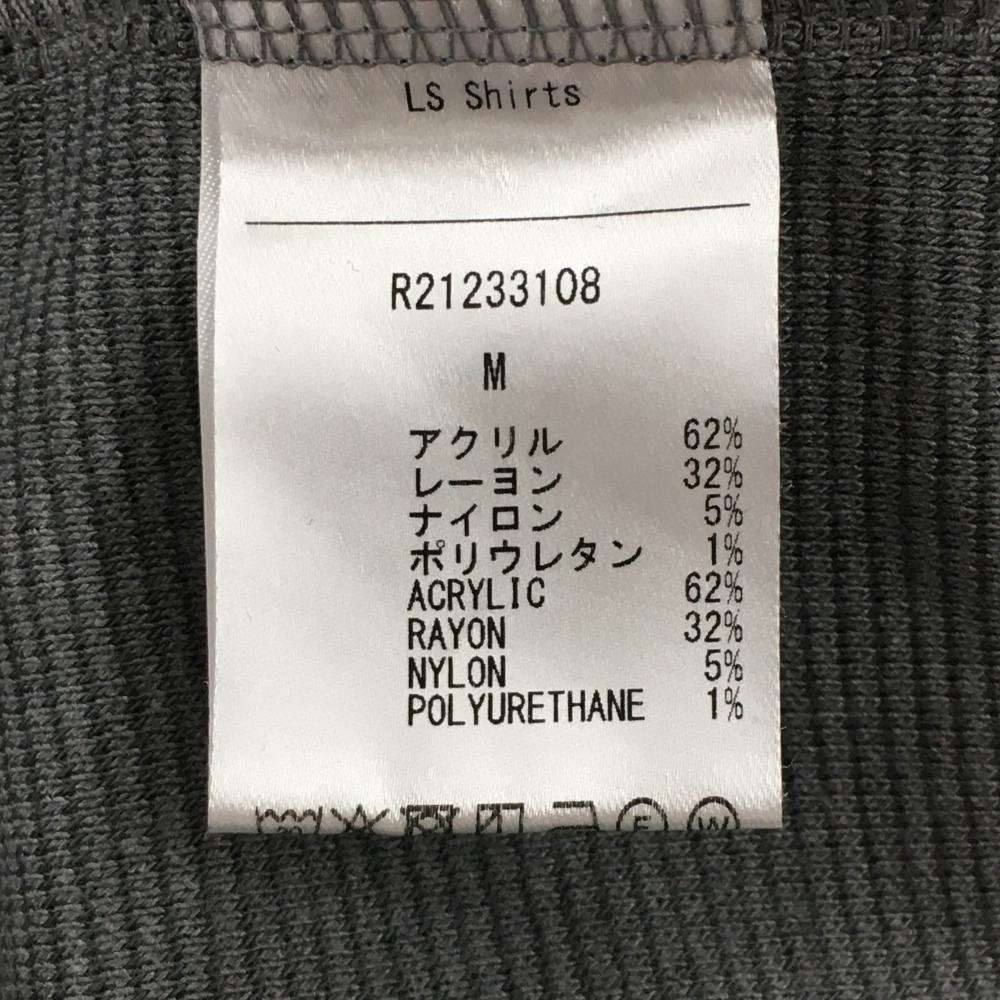 LS Shirts
R21233108
M
アクリル 62%
レーヨン 32%
ナイロン 5%
ポリウレタン 1%
ACRYLIC 62%
RAYON 32%
NYLON 5%
POLYURETHANE 1%
F W